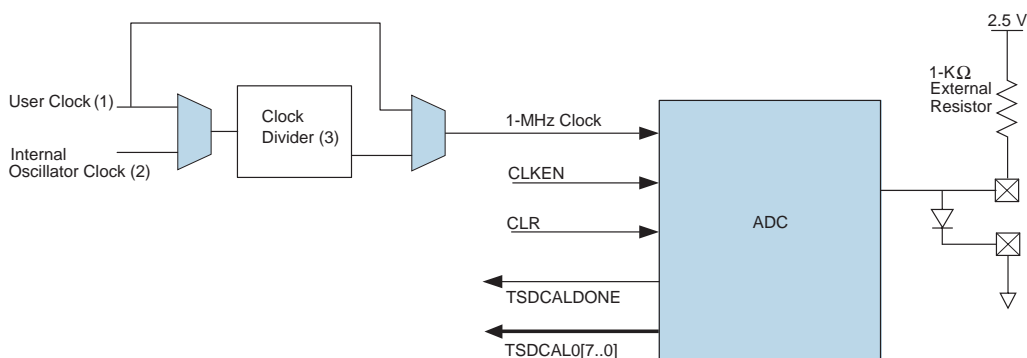 2.5 V
1-KΩ
External
Resistor
User Clock (1)
Clock
Divider (3)
1-MHz Clock
Internal
Oscillator Clock (2)
CLKEN
ADC
CLR
TSDCALDONE
TSDCAL0[7..0]